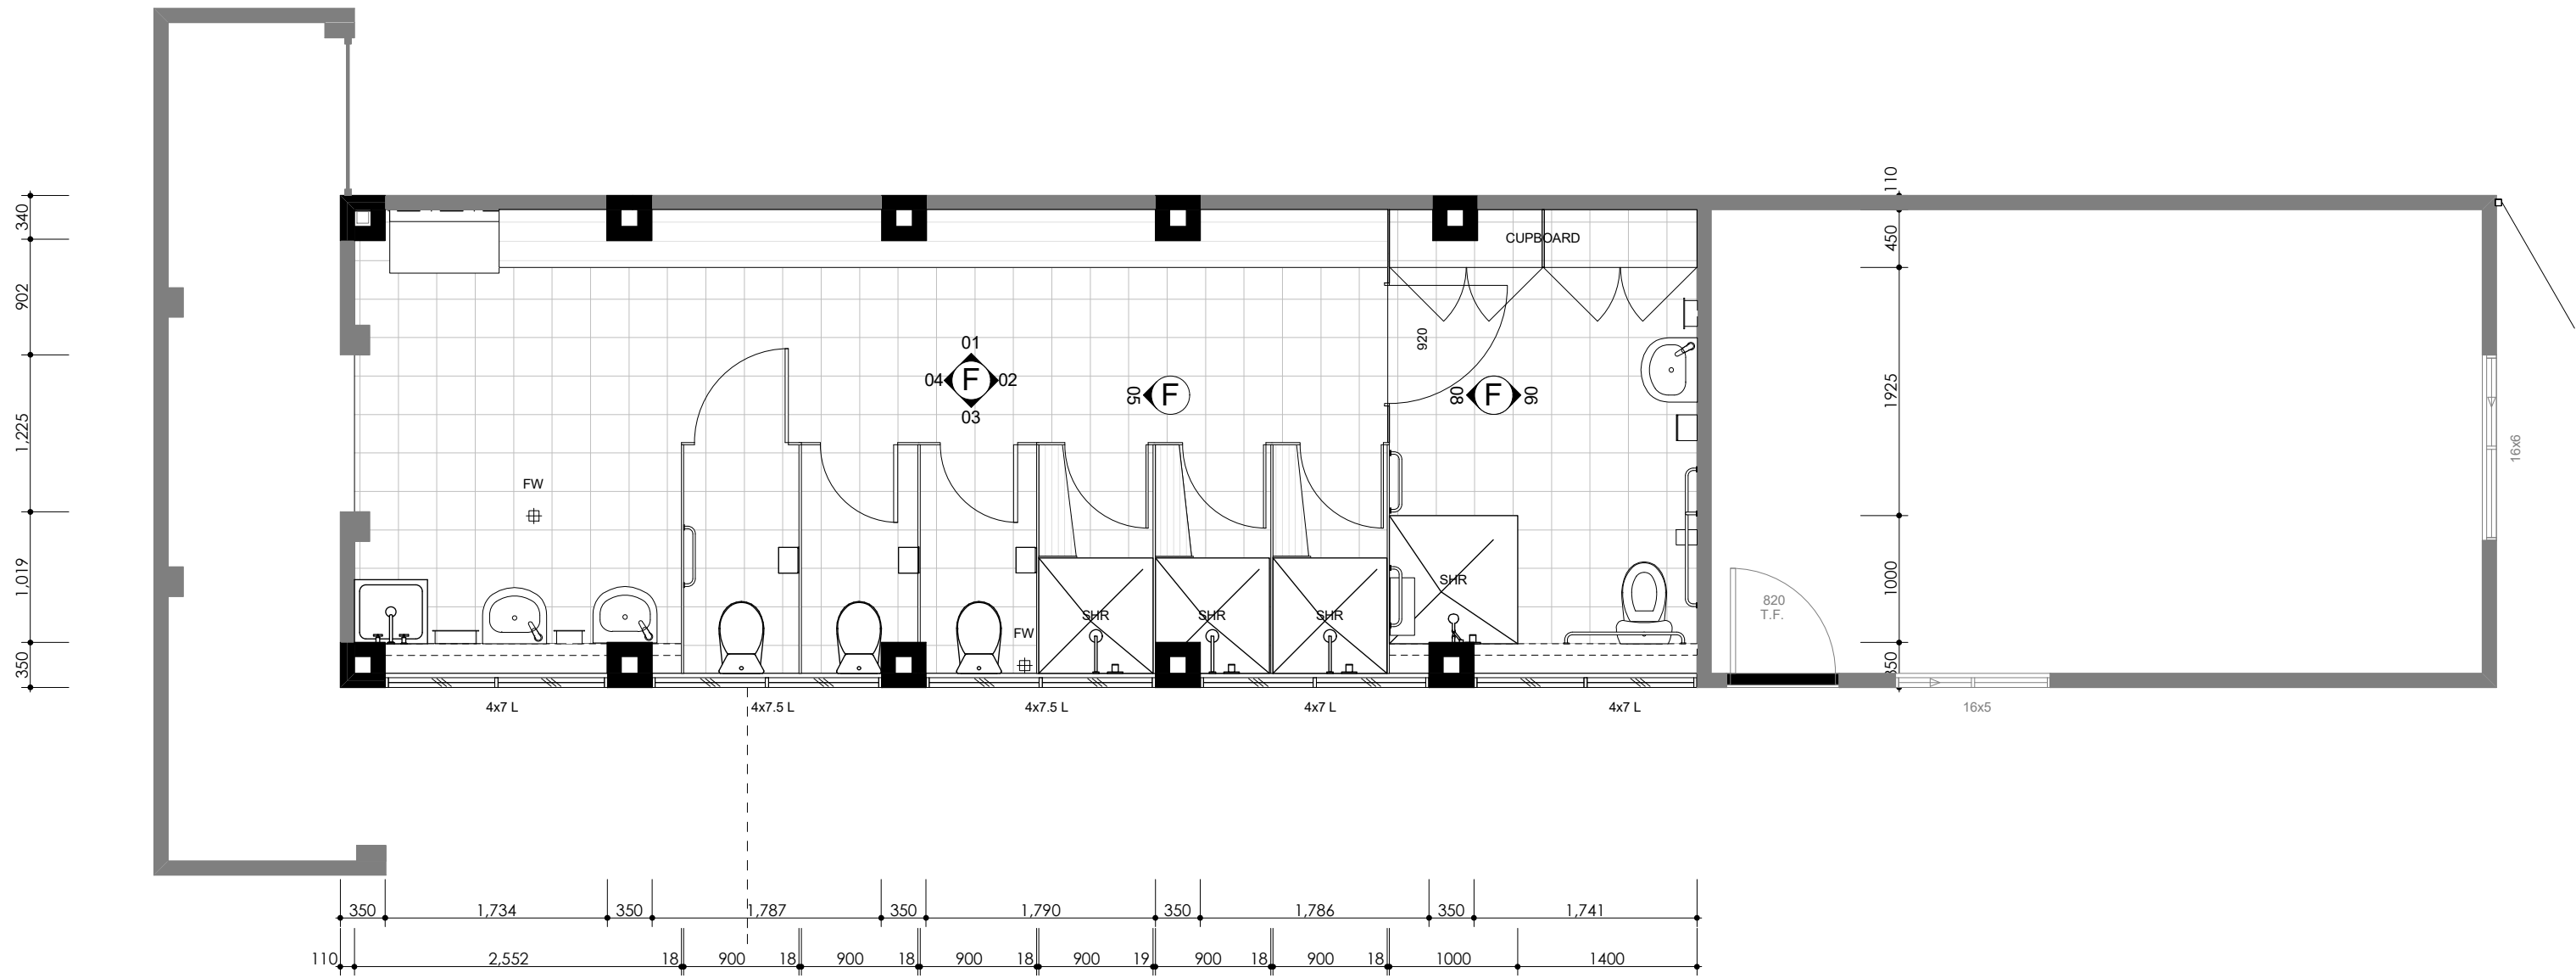 110
340
450
CUPBOARD
902
920
01
04 F 02
03
05 F
08 F 06
1925
1,225
16x6
FW
1,019
1000
SHR
820
T.F.
SHR
SHR
SHR
FW
350
350
4x7 L
4x7.5 L
4x7.5 L
4x7 L
4x7 L
16x5
350 1,734 350 1,787 350 1,790 350 1,786 350 1,741
110 2,552 18 900 18 900 18 900 18 900 19 900 18 900 18 1000 1400